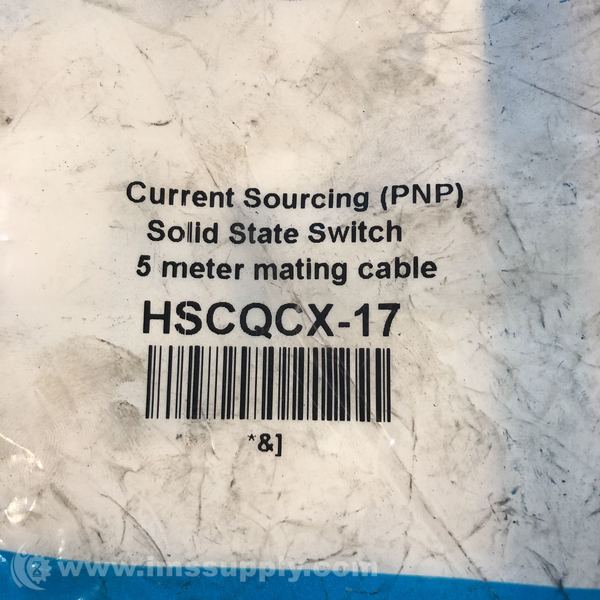 Current Sourcing (PNP)
Solid State Switch
5 meter mating cable
HSCQCX-17
*&]
www.imssupply.com